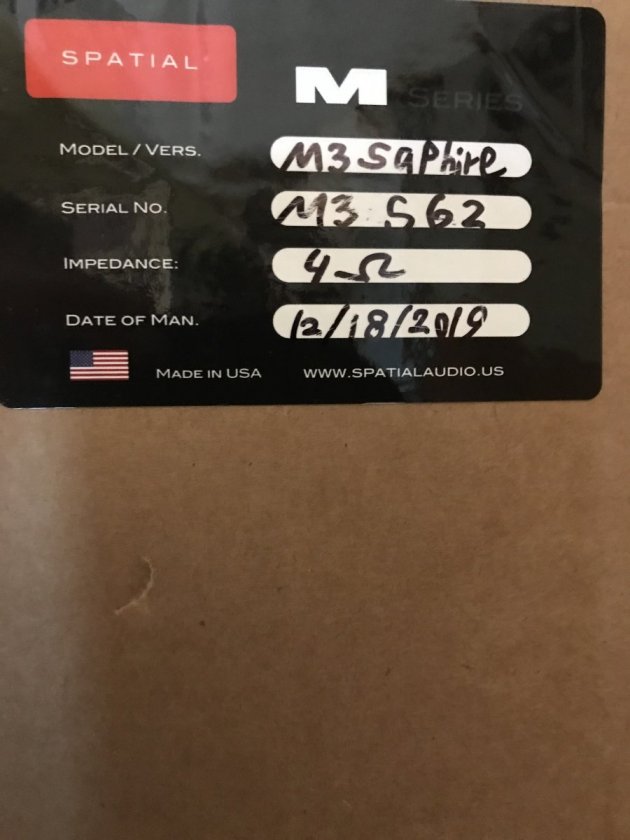 SPATIAL
M SERIES
MODEL / VERS. M3 Saphire
SERIAL NO. M3 S62
IMPEDANCE: 4 Ω
DATE OF MAN. 12/18/2019
MADE IN USA WWW.SPATIALAUDIO.US